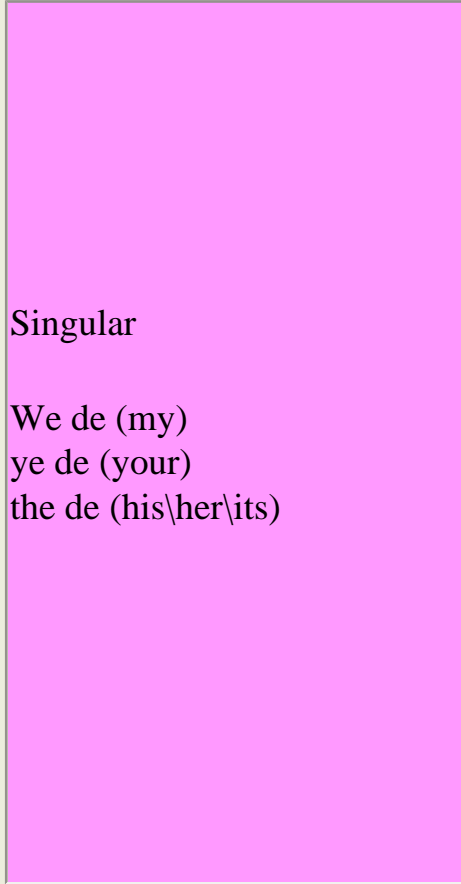 Singular
We de (my)
ye de (your)
the de (his\her\its)